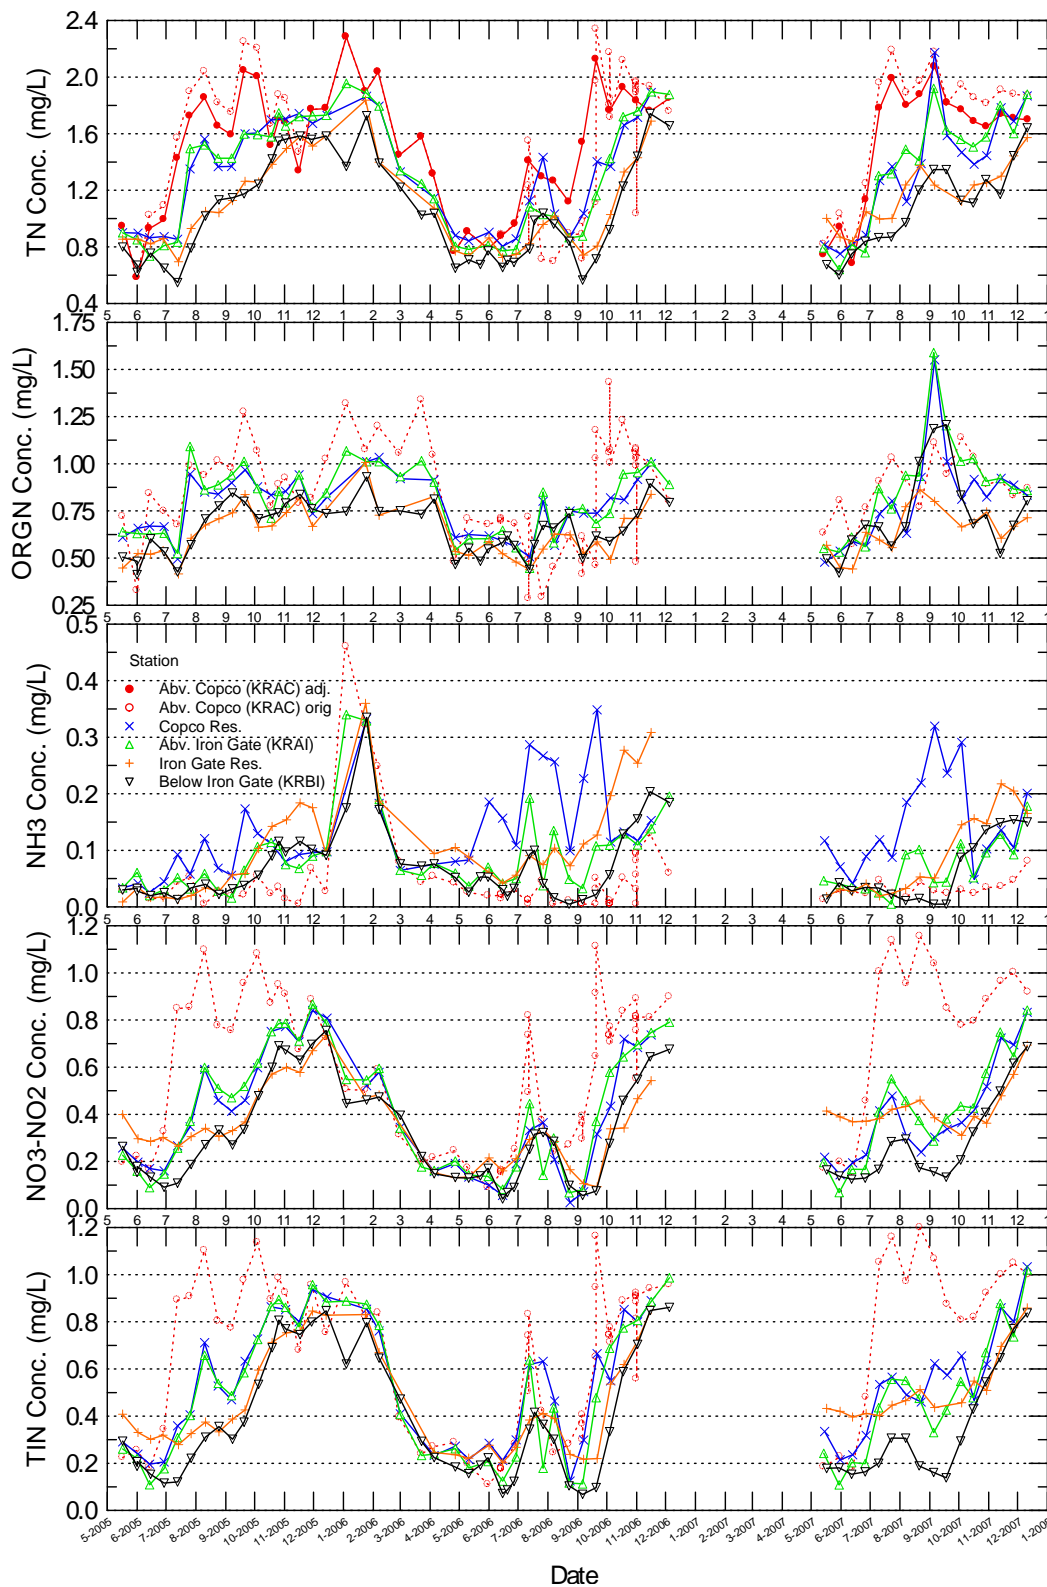 TN Conc. (mg/L)
2.4
2.0
1.6
1.2
0.8
0.4
5 6 7 8 9 10 11 12 1 2 3 4 5 6 7 8 9 10 11 12 1 2 3 4 5 6 7 8 9 10 11 12 1
ORGN Conc. (mg/L)
1.75
1.50
1.25
1.00
0.75
0.50
0.25
5 6 7 8 9 10 11 12 1 2 3 4 5 6 7 8 9 10 11 12 1 2 3 4 5 6 7 8 9 10 11 12 1
NH3 Conc. (mg/L)
0.5
0.4
0.3
0.2
0.1
0.0
Station
Abv. Copco (KRAC) adj.
Abv. Copco (KRAC) orig
Copco Res.
Abv. Iron Gate (KRAI)
Iron Gate Res.
Below Iron Gate (KRBI)
5 6 7 8 9 10 11 12 1 2 3 4 5 6 7 8 9 10 11 12 1 2 3 4 5 6 7 8 9 10 11 12 1
NO3-NO2 Conc. (mg/L)
1.2
1.0
0.8
0.6
0.4
0.2
0.0
5 6 7 8 9 10 11 12 1 2 3 4 5 6 7 8 9 10 11 12 1 2 3 4 5 6 7 8 9 10 11 12 1
TIN Conc. (mg/L)
1.2
1.0
0.8
0.6
0.4
0.2
0.0
5-2005 6-2005 7-2005 8-2005 9-2005 10-2005 11-2005 12-2005 1-2006 2-2006 3-2006 4-2006 5-2006 6-2006 7-2006 8-2006 9-2006 10-2006 11-2006 12-2006 1-2007 2-2007 3-2007 4-2007 5-2007 6-2007 7-2007 8-2007 9-2007 10-2007 11-2007 12-2007
Date